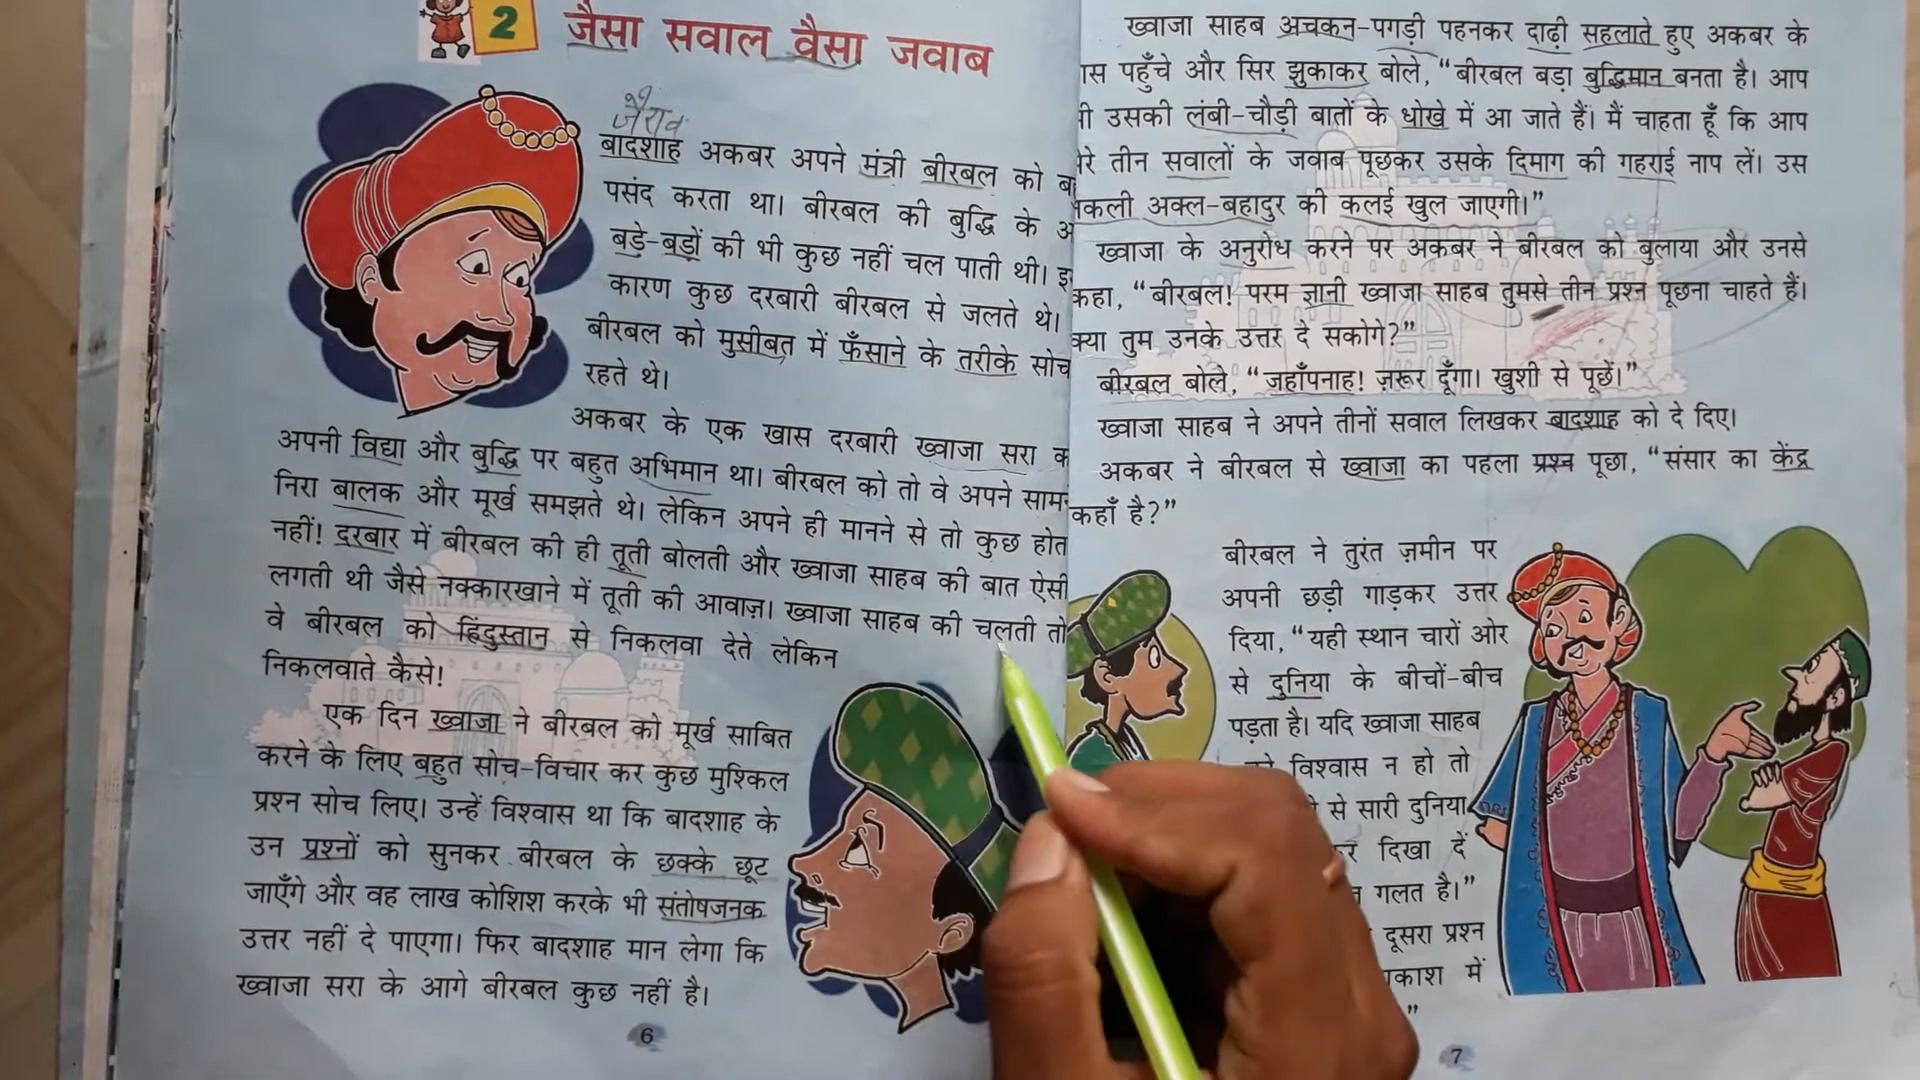 2
जैसा सवाल वैसा जवाब
बादशाह अकबर अपने मंत्री बीरबल को
पसंद करता था। बीरबल की बुद्धि के
बड़े-बड़ों की भी कुछ नहीं चल पाती थी।
कारण कुछ दरबारी बीरबल से जलते थे।
बीरबल को मुसीबत में फँसाने के तरीके सोच
रहते थे।
अकबर के एक खास दरबारी ख्वाजा सरा
अपनी विद्या और बुद्धि पर बहुत अभिमान था। बीरबल को तो वे अपने
निरा बालक और मूर्ख समझते थे। लेकिन अपने ही मानने से तो कुछ होत
नहीं! दरबार में बीरबल की ही तूती बोलती और ख्वाजा साहब की बात ऐसी
लगती थी जैसे नक्कारखाने में तूती की आवाज़। ख्वाजा साहब की चलती तो
वे बीरबल को हिंदुस्तान से निकलवा देते लेकिन
निकलवाते कैसे!
एक दिन ख्वाजा ने बीरबल को मूर्ख साबित
करने के लिए बहुत सोच-विचार कर कुछ मुश्किल
प्रश्न सोच लिए। उन्हें विश्वास था कि बादशाह के
उन प्रश्नों को सुनकर बीरबल के छक्के छूट
जाएँगे और वह लाख कोशिश करके भी संतोषजनक
उत्तर नहीं दे पाएगा। फिर बादशाह मान लेगा कि
ख्वाजा सरा के आगे बीरबल कुछ नहीं है।
6
ख्वाजा साहब अचकन-पगड़ी पहनकर दाढ़ी सहलाते हुए अकबर के
पहुँचे और सिर झुकाकर बोले, “बीरबल बड़ा बुद्धिमान बनता है। आप
उसकी लंबी-चौड़ी बातों के धोखे में आ जाते हैं। मैं चाहता हूँ कि आप
तीन सवालों के जवाब पूछकर उसके दिमाग की गहराई नाप लें। उस
अक्ल-बहादुर की कलई खुल जाएगी।”
ख्वाजा के अनुरोध करने पर अकबर ने बीरबल को बुलाया और उनसे
कहा, “बीरबल! परम ज्ञानी ख्वाजा साहब तुमसे तीन प्रश्न पूछना चाहते हैं।
क्या तुम उनके उत्तर दे सकोगे?”
बीरबल बोले, “जहाँपनाह! ज़रूर दूँगा। खुशी से पूछें।”
ख्वाजा साहब ने अपने तीनों सवाल लिखकर बादशाह को दे दिए।
अकबर ने बीरबल से ख्वाजा का पहला प्रश्न पूछा, “संसार का केंद्र
कहाँ है?”
बीरबल ने तुरंत ज़मीन पर
अपनी छड़ी गाड़कर उत्तर
दिया, “यही स्थान चारों ओर
से दुनिया के बीचों-बीच
पड़ता है। यदि ख्वाजा साहब
विश्वास न हो तो
से सारी दुनिया
दिखा दें
गलत है।”
दूसरा प्रश्न
में
”
7